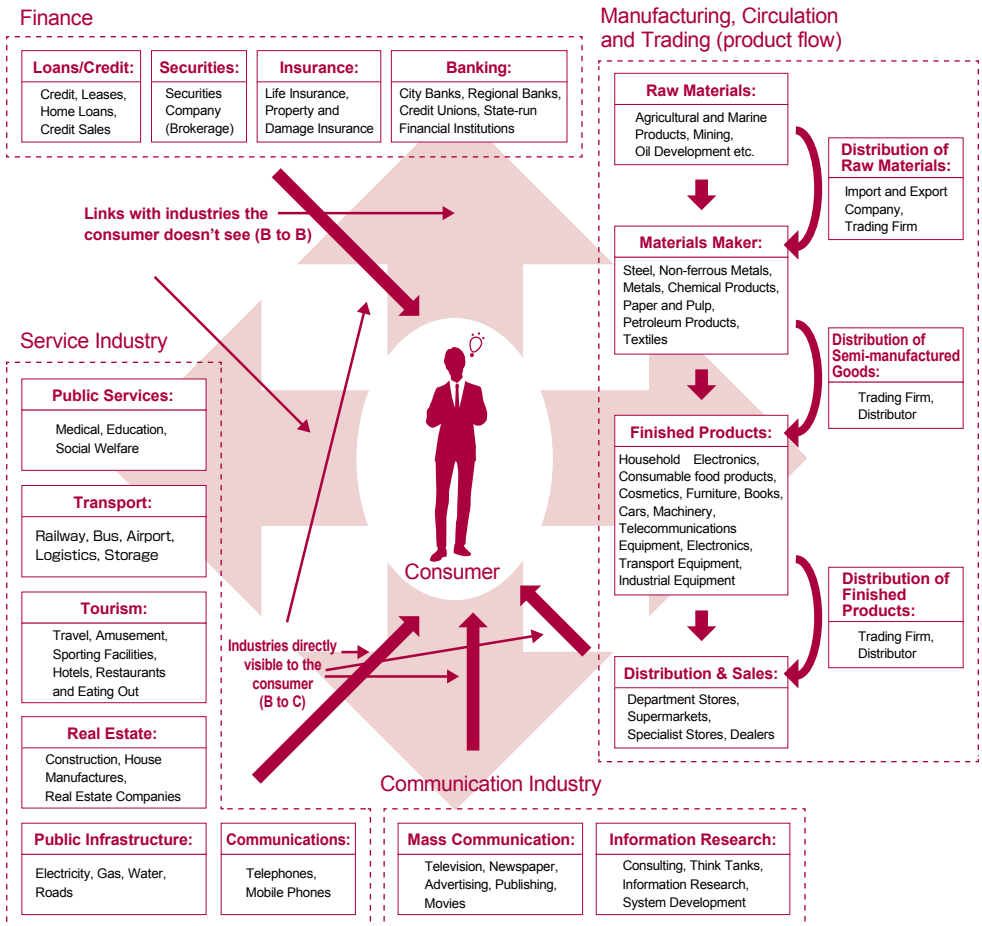 Finance
Loans/Credit:
Credit, Leases,
Home Loans,
Credit Sales
Securities:
Securities
Company
(Brokerage)
Insurance:
Life Insurance,
Property and
Damage Insurance
Banking:
City Banks, Regional Banks,
Credit Unions, State-run
Financial Institutions
Manufacturing, Circulation
and Trading (product flow)
Raw Materials:
Agricultural and Marine
Products, Mining,
Oil Development etc.
Distribution of
Raw Materials:
Import and Export
Company,
Trading Firm
Materials Maker:
Steel, Non-ferrous Metals,
Metals, Chemical Products,
Paper and Pulp,
Petroleum Products,
Textiles
Distribution of
Semi-manufactured
Goods:
Trading Firm,
Distributor
Finished Products:
Household Electronics,
Consumable food products,
Cosmetics, Furniture, Books,
Cars, Machinery,
Telecommunications
Equipment, Electronics,
Transport Equipment,
Industrial Equipment
Distribution of
Finished
Products:
Trading Firm,
Distributor
Distribution & Sales:
Department Stores,
Supermarkets,
Specialist Stores, Dealers
Links with industries the
consumer doesn't see (B to B)
Consumer
Industries directly
visible to the
consumer
(B to C)
Service Industry
Public Services:
Medical, Education,
Social Welfare
Transport:
Railway, Bus, Airport,
Logistics, Storage
Tourism:
Travel, Amusement,
Sporting Facilities,
Hotels, Restaurants
and Eating Out
Real Estate:
Construction, House
Manufactures,
Real Estate Companies
Public Infrastructure:
Electricity, Gas, Water,
Roads
Communications:
Telephones,
Mobile Phones
Communication Industry
Mass Communication:
Television, Newspaper,
Advertising, Publishing,
Movies
Information Research:
Consulting, Think Tanks,
Information Research,
System Development